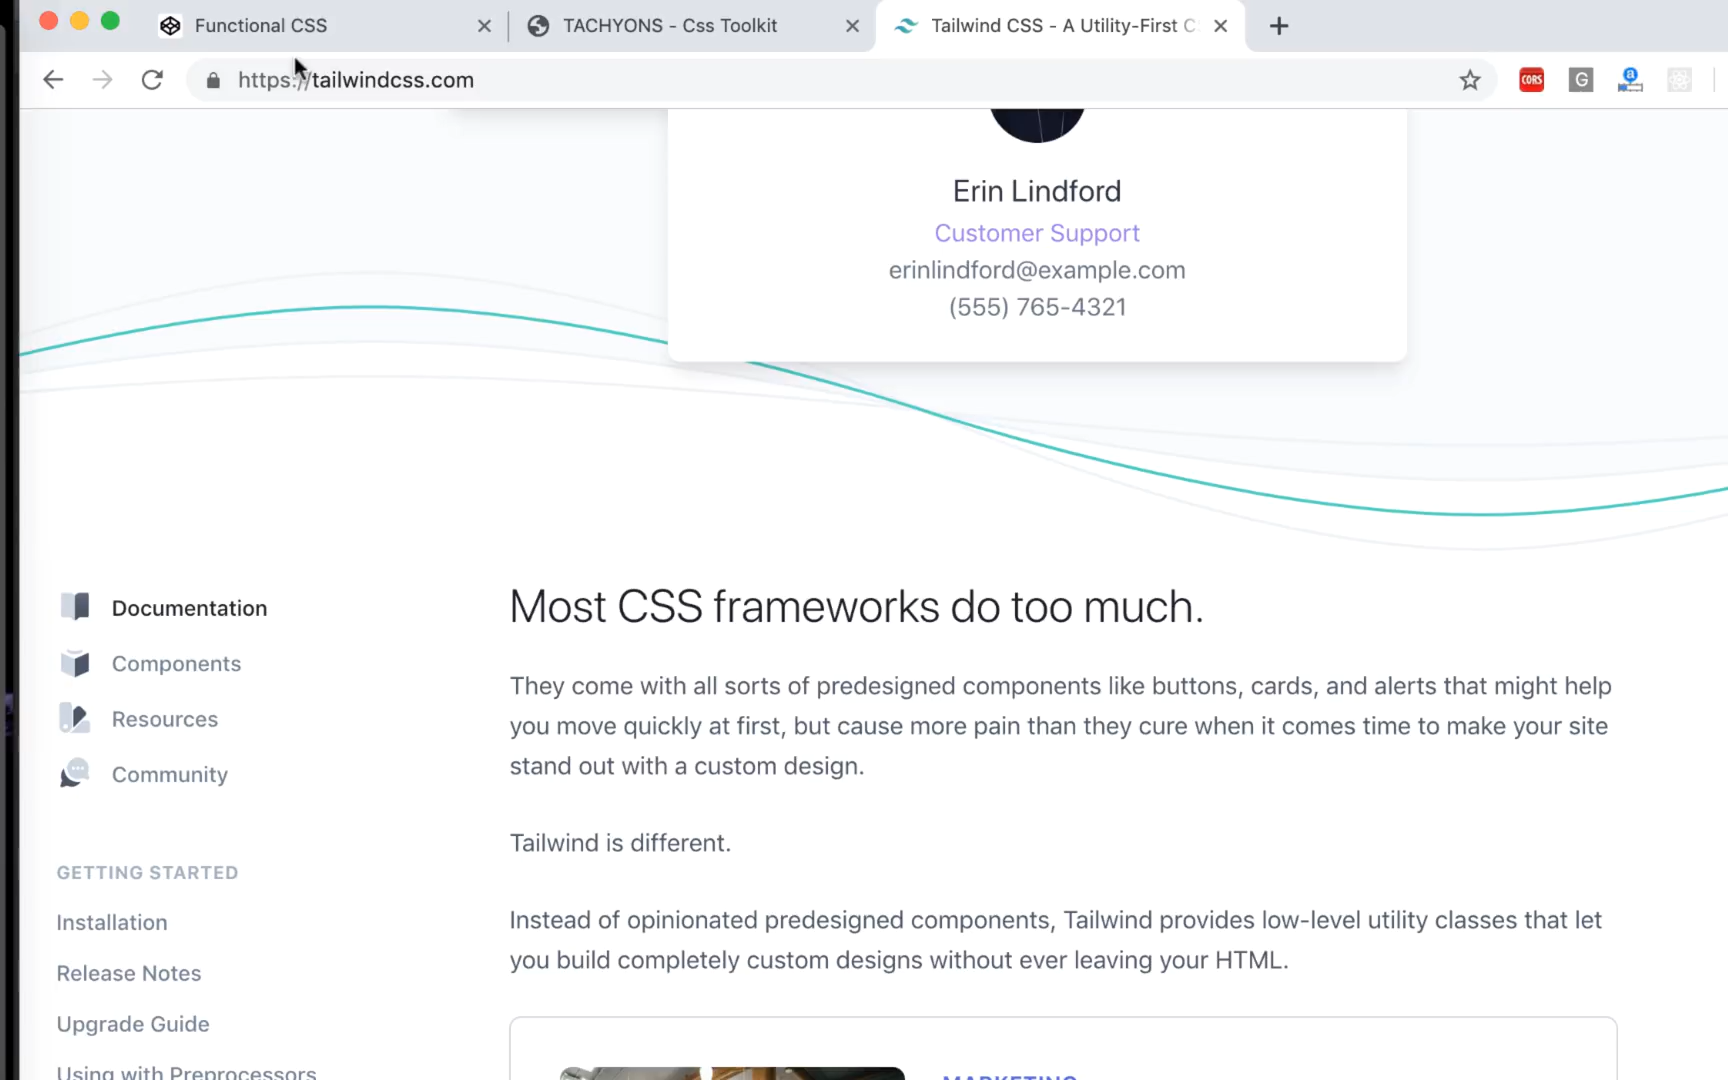 Functional CSS
TACHYONS - Css Toolkit
Tailwind CSS - A Utility-First C
https://tailwindcss.com
CORS
G
a
Erin Lindford
Customer Support
erinlindford@example.com
(555) 765-4321
Documentation
Components
Resources
Community
GETTING STARTED
Installation
Release Notes
Upgrade Guide
Using with Preprocessors
Most CSS frameworks do too much.
They come with all sorts of predesigned components like buttons, cards, and alerts that might help
you move quickly at first, but cause more pain than they cure when it comes time to make your site
stand out with a custom design.
Tailwind is different.
Instead of opinionated predesigned components, Tailwind provides low-level utility classes that let
you build completely custom designs without ever leaving your HTML.
MARKETING